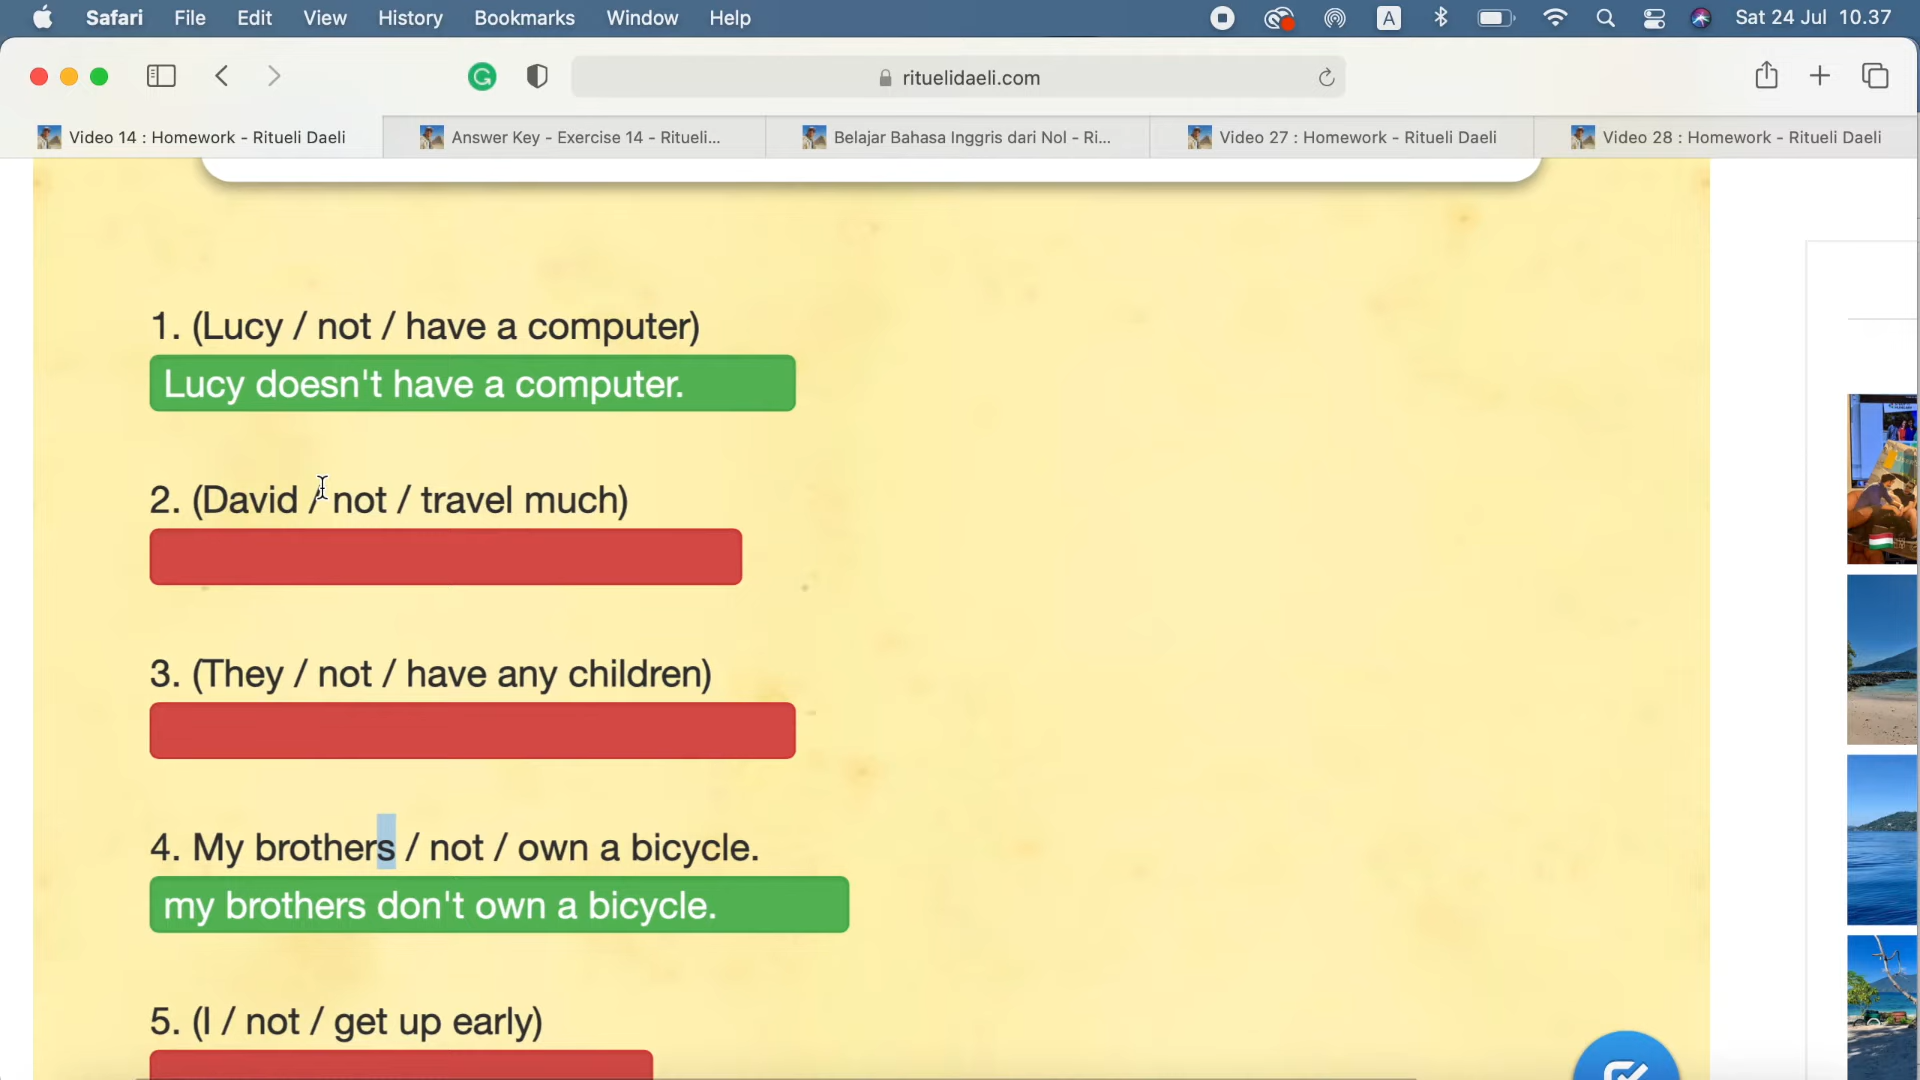 Safari File Edit View History Bookmarks Window Help A Sat 24 Jul 10.37
rituelidaeli.com
Video 14 : Homework - Ritueli Daeli
Answer Key - Exercise 14 - Ritueli...
Belajar Bahasa Inggris dari Nol - Ri...
Video 27 : Homework - Ritueli Daeli
Video 28 : Homework - Ritueli Daeli
1. (Lucy / not / have a computer)
Lucy doesn't have a computer.
2. (David / not / travel much)
3. (They / not / have any children)
4. My brothers / not / own a bicycle.
my brothers don't own a bicycle.
5. (I / not / get up early)